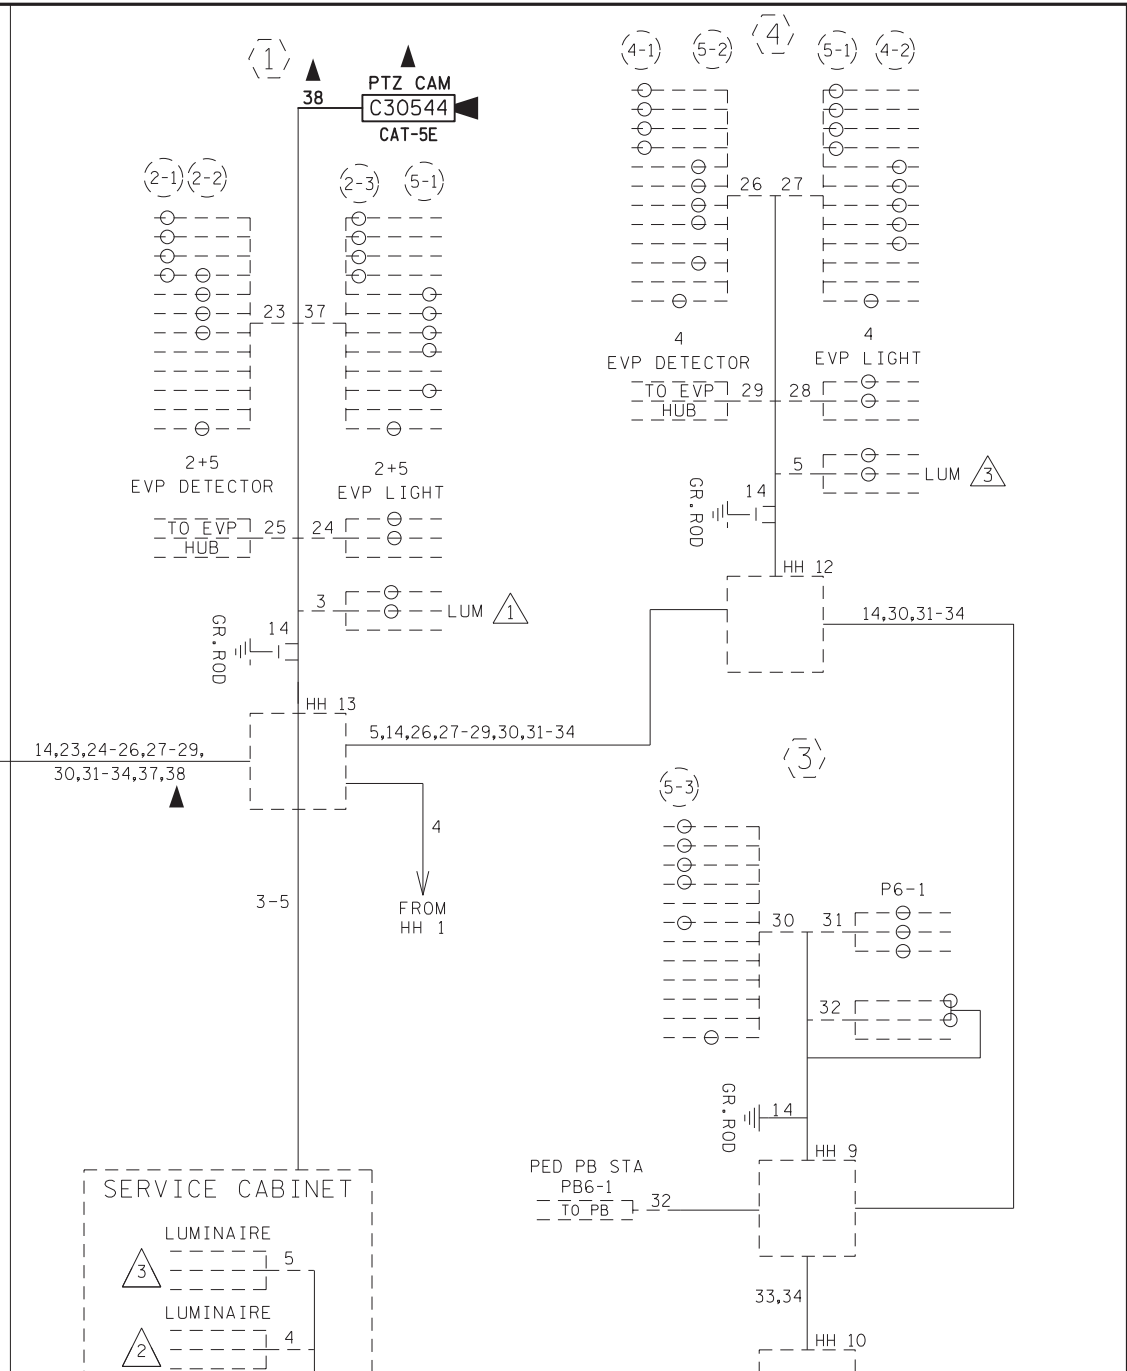 1
38
PTZ CAM
C30544
CAT-5E
2-1
2-2
2-3
5-1
23
37
2+5
EVP DETECTOR
2+5
EVP LIGHT
TO EVP
HUB
25
24
3
LUM
1
GR.ROD
14
HH 13
14,23,24-26,27-29,
30,31-34,37,38
5,14,26,27-29,30,31-34
4
FROM
HH 1
3-5
4
4-1
5-2
5-1
4-2
26
27
4
EVP DETECTOR
4
EVP LIGHT
TO EVP
HUB
29
28
5
LUM
3
GR.ROD
14
HH 12
14,30,31-34
3
5-3
30
31
P6-1
32
GR.ROD
14
HH 9
PED PB STA
PB6-1
TO PB
32
33,34
HH 10
SERVICE CABINET
LUMINAIRE
3
5
LUMINAIRE
2
4